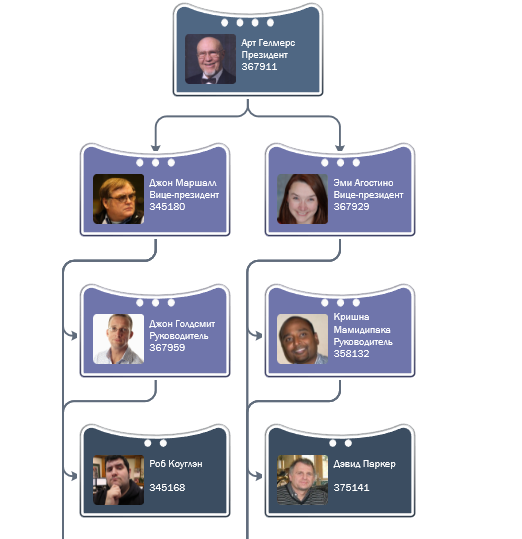 Арт Гелмерс
Президент
367911
Джон Маршалл
Вице-президент
345180
Эми Агостино
Вице-президент
367929
Джон Голдсмит
Руководитель
367959
Кришна
Мамидипака
Руководитель
358132
Роб Коуглэн
345168
Дэвид Паркер
375141